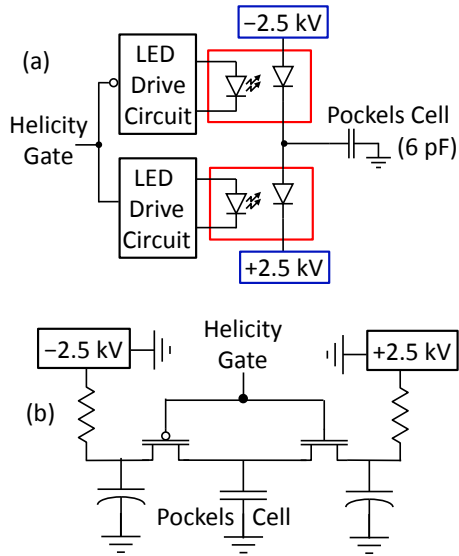 (a)
−2.5 kV
LED
Drive
Circuit
Helicity
Gate
Pockels Cell
(6 pF)
LED
Drive
Circuit
+2.5 kV
(b)
−2.5 kV
Helicity
Gate
+2.5 kV
Pockels Cell